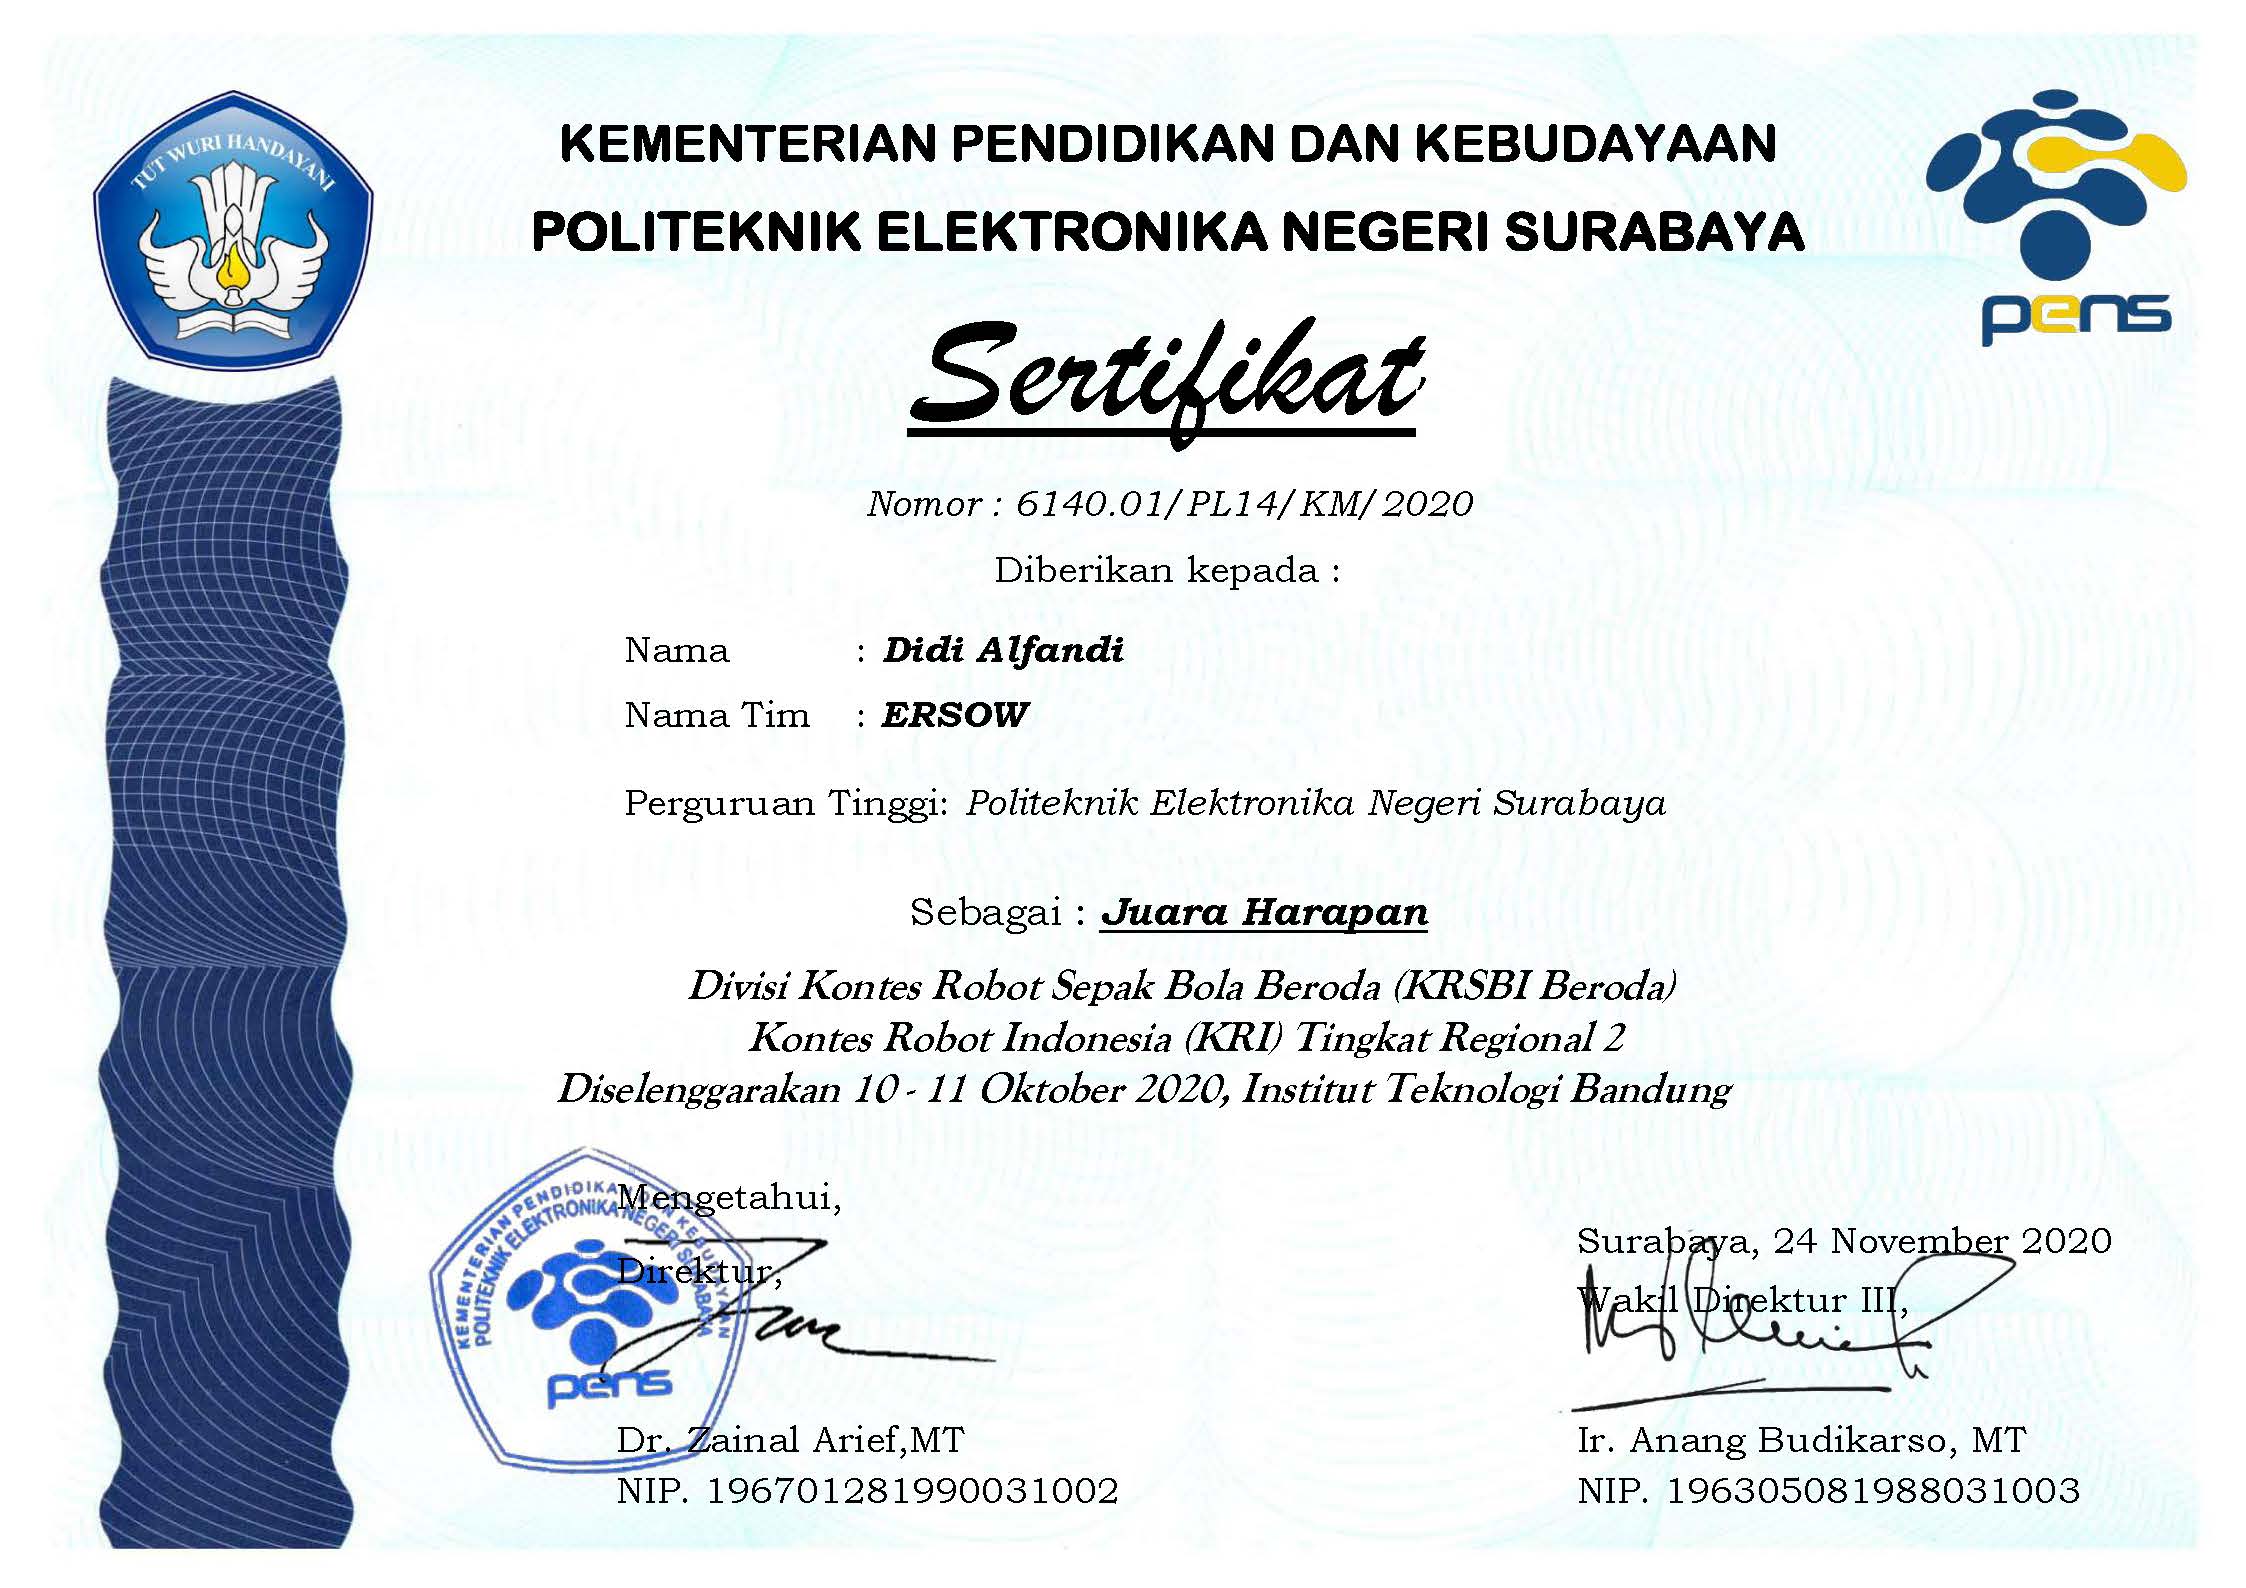 TUT WURI HANDAYANI
KEMENTERIAN PENDIDIKAN DAN KEBUDAYAAN
POLITEKNIK ELEKTRONIKA NEGERI SURABAYA
pens
Sertifikat
Nomor : 6140.01/PL14/KM/2020
Diberikan kepada :
Nama : Didi Alfandi
Nama Tim : ERSOW
Perguruan Tinggi: Politeknik Elektronika Negeri Surabaya
Sebagai : Juara Harapan
Divisi Kontes Robot Sepak Bola Beroda (KRSBI Beroda)
Kontes Robot Indonesia (KRI) Tingkat Regional 2
Diselenggarakan 10 - 11 Oktober 2020, Institut Teknologi Bandung
Mengetahui,
Direktur,
KEMENTERIAN PENDIDIKAN DAN KEBUDAYAAN
POLITEKNIK ELEKTRONIKA NEGERI SURABAYA
pens
Dr. Zainal Arief,MT
NIP. 196701281990031002
Surabaya, 24 November 2020
Wakil Direktur III,
Ir. Anang Budikarso, MT
NIP. 196305081988031003